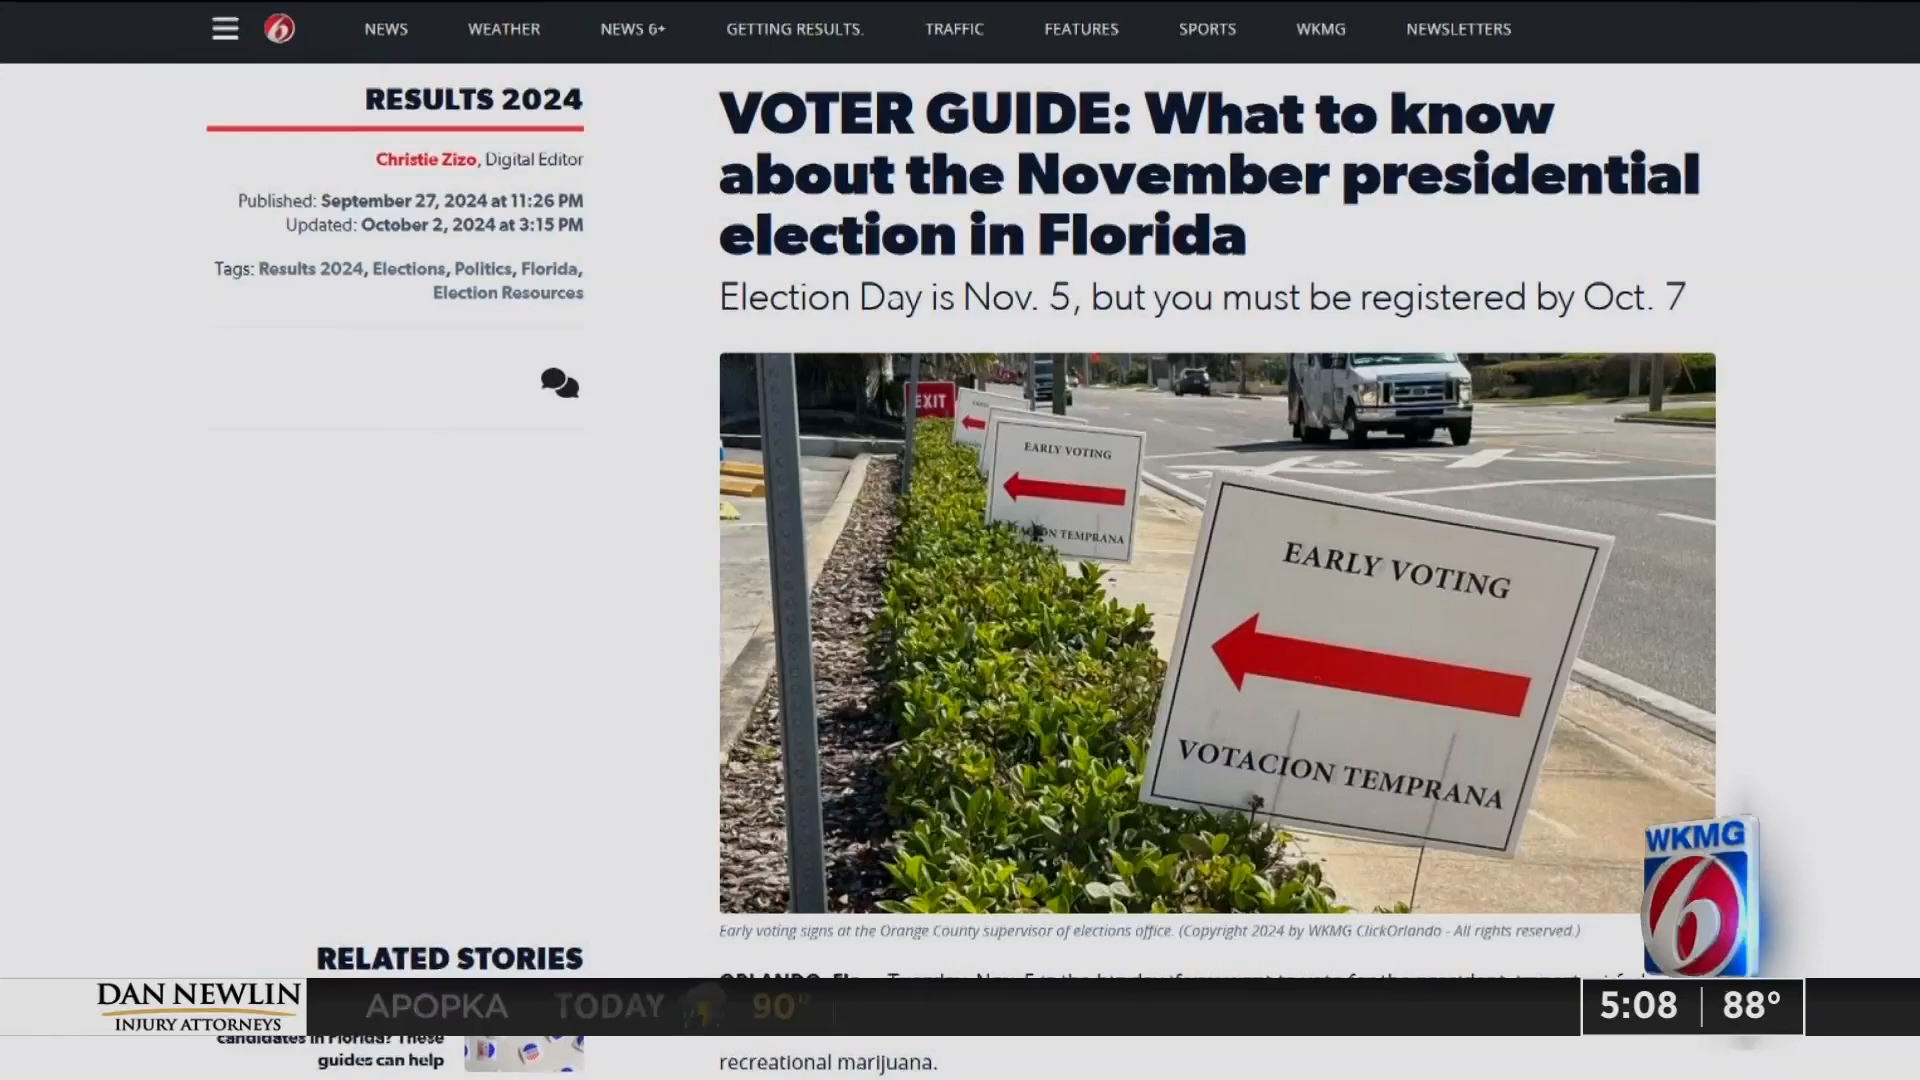 NEWS WEATHER NEWS 6+ GETTING RESULTS. TRAFFIC FEATURES SPORTS WKMG NEWSLETTERS
RESULTS 2024
Christie Zizo, Digital Editor
Published: September 27, 2024 at 11:26 PM
Updated: October 2, 2024 at 3:15 PM
Tags: Results 2024, Elections, Politics, Florida,
Election Resources
VOTER GUIDE: What to know
about the November presidential
election in Florida
Election Day is Nov. 5, but you must be registered by Oct. 7
EXIT
EARLY VOTING
TEMPRANA
EARLY VOTING
VOTACION TEMPRANA
WKMG
6
Early voting signs at the Orange County supervisor of elections office. (Copyright 2024 by WKMG ClickOrlando - All rights reserved.)
RELATED STORIES
DAN NEWLIN
INJURY ATTORNEYS
APOPKA TODAY 90°
5:08 88°
candidates in Florida? These
guides can help
recreational marijuana.